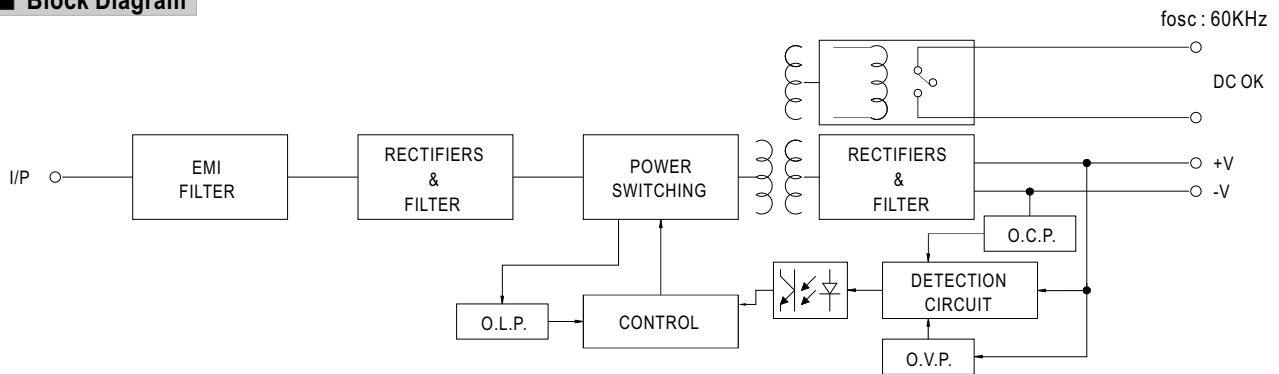 Block Diagram
fosc : 60KHz
DC OK
I/P
EMI
FILTER
RECTIFIERS
&
FILTER
POWER
SWITCHING
RECTIFIERS
&
FILTER
+V
-V
O.C.P.
DETECTION
CIRCUIT
O.L.P.
CONTROL
O.V.P.